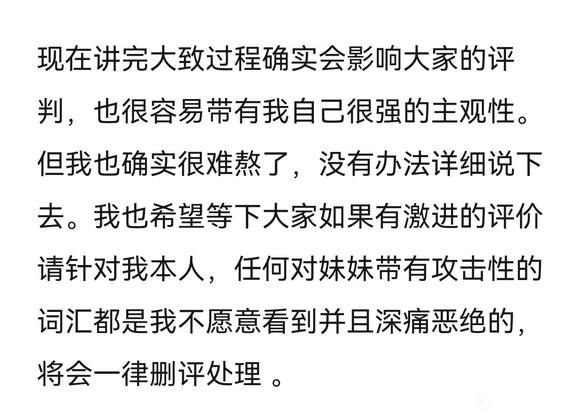 现在讲完大致过程确实会影响大家的评
判，也很容易带有我自己很强的主观性。
但我也确实很难熬了，没有办法详细说下
去。我也希望等下大家如果有激进的评价
请针对我本人，任何对妹妹带有攻击性的
词汇都是我不愿意看到并且深痛恶绝的，
将会一律删评处理 。